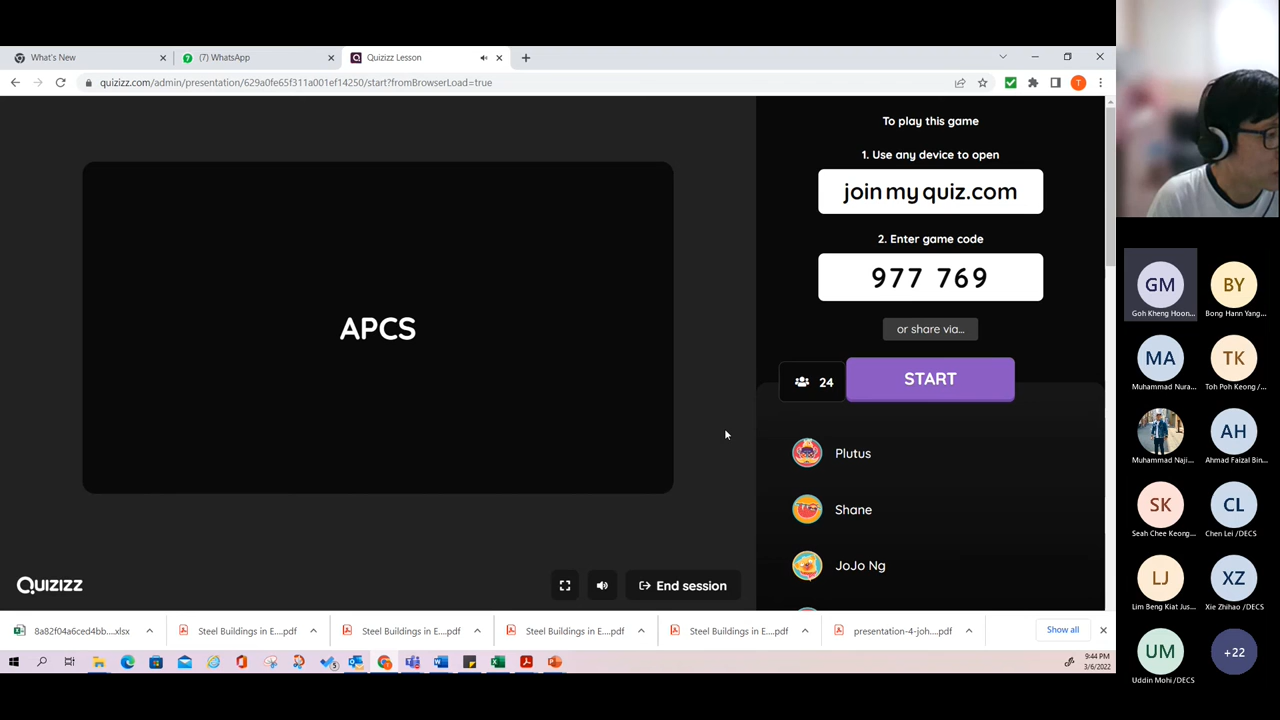 What's New
(7) WhatsApp
Quizizz Lesson
quizizz.com/admin/presentation/629a0fe65f311a001ef14250/start?fromBrowserLoad=true
T
APCS
To play this game
1. Use any device to open
joinmyquiz.com
2. Enter game code
977 769
or share via...
24
START
Plutus
Shane
JoJo Ng
Quizizz
End session
8a82f04a6ced4bb....xlsx
Steel Buildings in E....pdf
Steel Buildings in E....pdf
Steel Buildings in E....pdf
Steel Buildings in E....pdf
presentation-4-joh....pdf
Show all
9:44 PM
3/6/2022
GM
Goh Kheng Hoon...
BY
Bong Hann Yang...
MA
Muhammad Nura...
TK
Toh Poh Keong /...
Muhammad Naji...
AH
Ahmad Faizal Bin...
SK
Seah Chee Keong...
CL
Chen Lei /DECS
LJ
Lim Beng Kiat Jus...
XZ
Xie Zhihao /DECS
UM
Uddin Mohi /DECS
+22